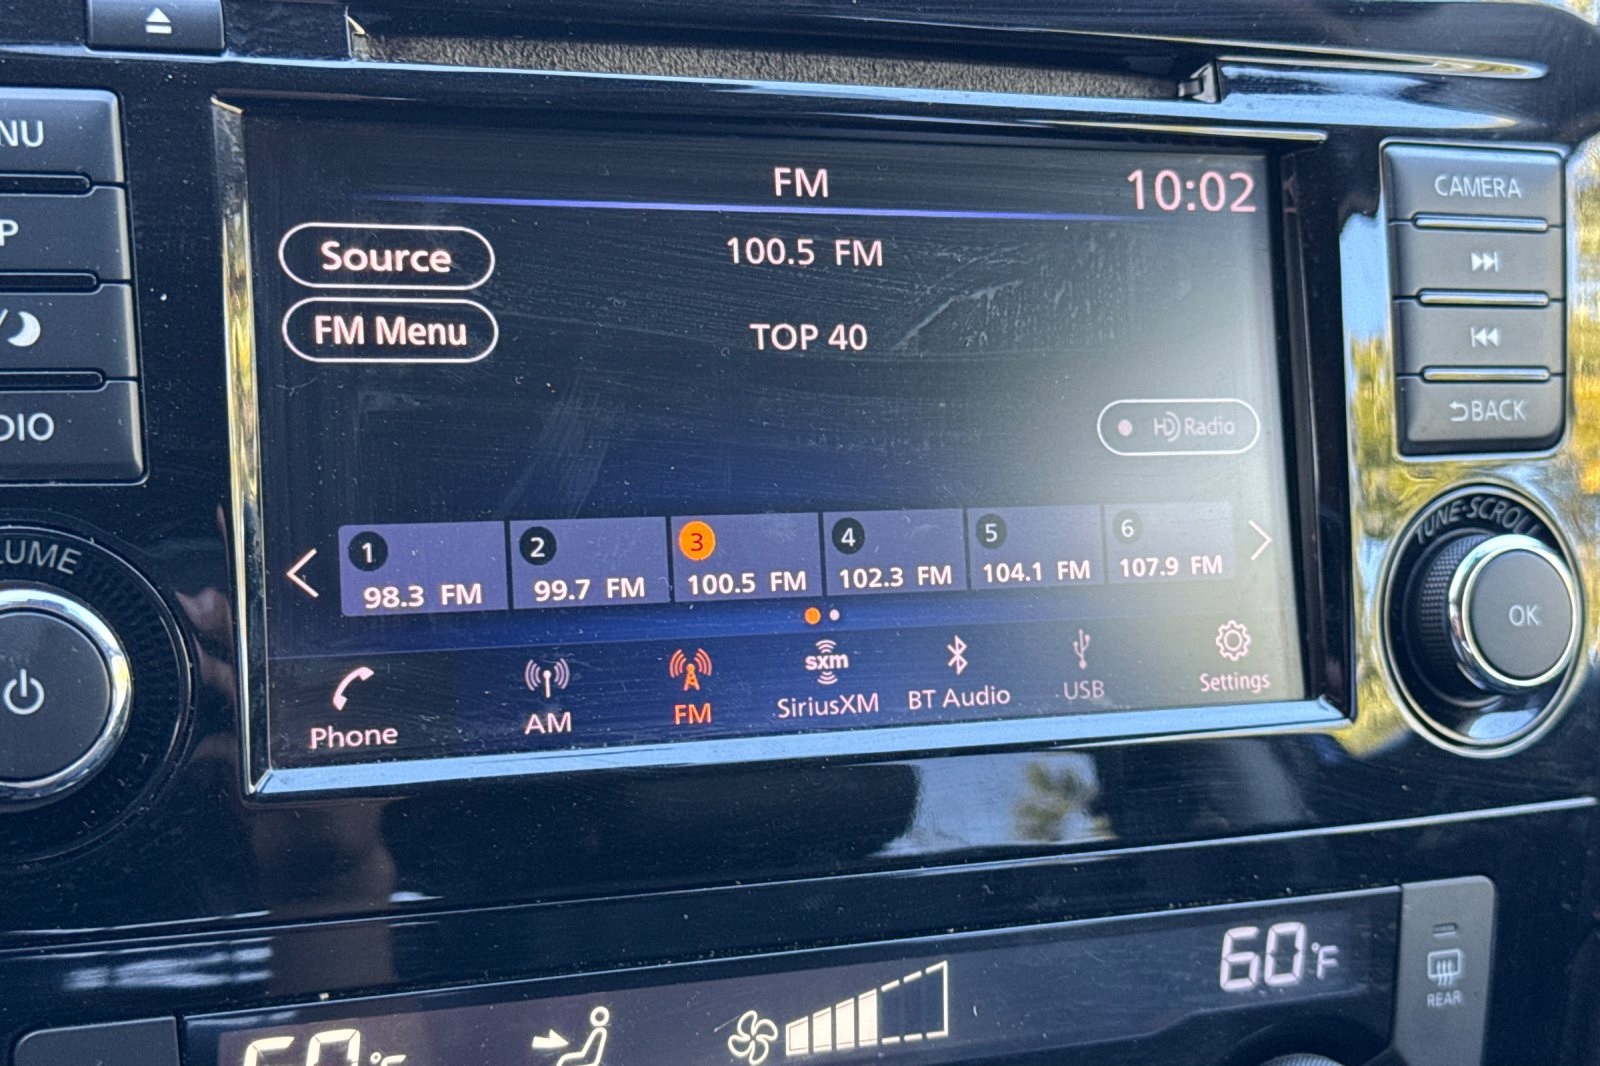 NU
P
DIO
LUME
FM
10:02
Source
100.5 FM
FM Menu
TOP 40
HD Radio
1
98.3 FM
2
99.7 FM
3
100.5 FM
4
102.3 FM
5
104.1 FM
6
107.9 FM
Phone
AM
FM
sxm
SiriusXM
BT Audio
USB
Settings
CAMERA
BACK
TUNE·SCROLL
OK
60°F
60°F
REAR